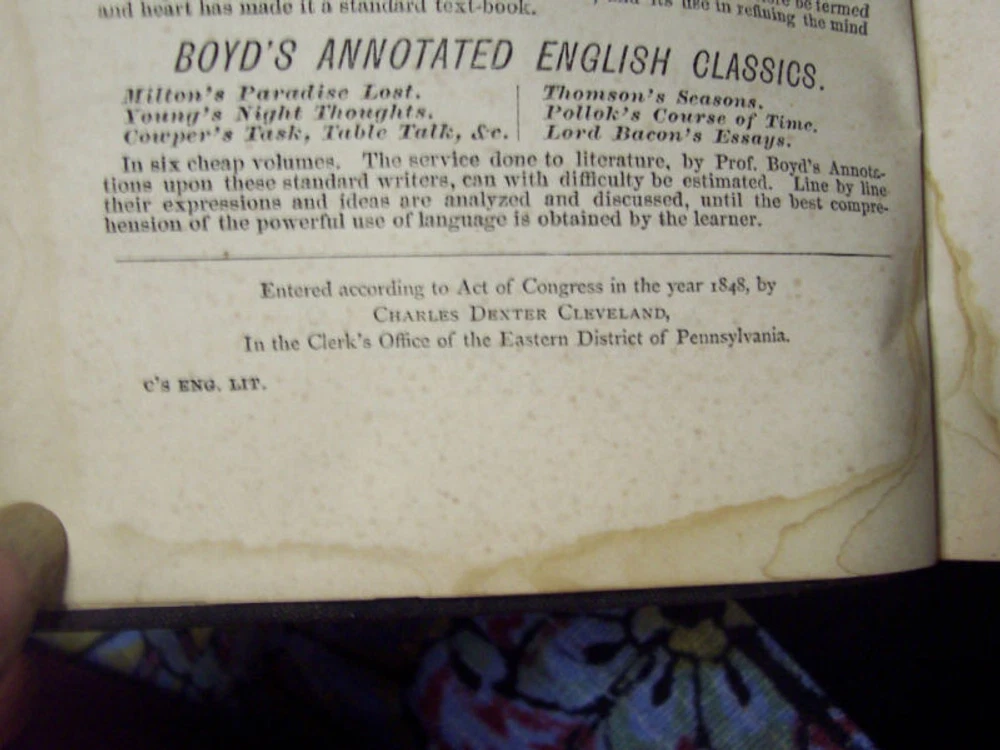 and heart has made it a standard text-book. and its use in refining the mind
be termed
BOYD'S ANNOTATED ENGLISH CLASSICS.
Milton's Paradise Lost.
Young's Night Thoughts.
Cowper's Task, Table Talk, &c.
Thomson's Seasons.
Pollok's Course of Time.
Lord Bacon's Essays.
In six cheap volumes. The service done to literature, by Prof. Boyd's Annota-
tions upon these standard writers, can with difficulty be estimated. Line by line
their expressions and ideas are analyzed and discussed, until the best compre-
hension of the powerful use of language is obtained by the learner.
Entered according to Act of Congress in the year 1848, by
CHARLES DEXTER CLEVELAND,
In the Clerk's Office of the Eastern District of Pennsylvania.
C'S ENG. LIT.